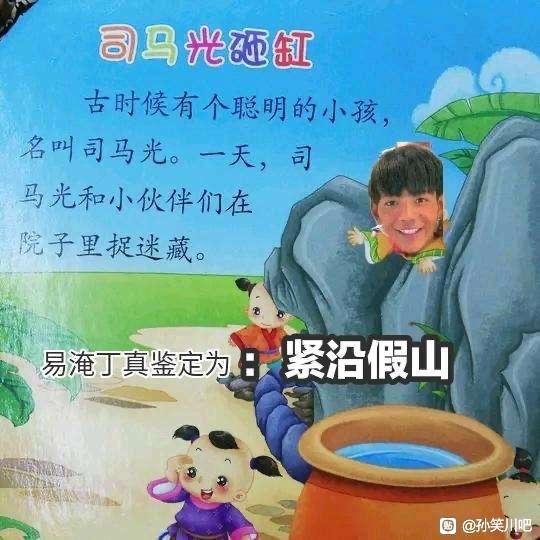 司马光砸缸
古时候有个聪明的小孩，
名叫司马光。一天，司
马光和小伙伴们在
院子里捉迷藏。
易淹丁真鉴定为：紧沿假山
贴 @孙笑川吧